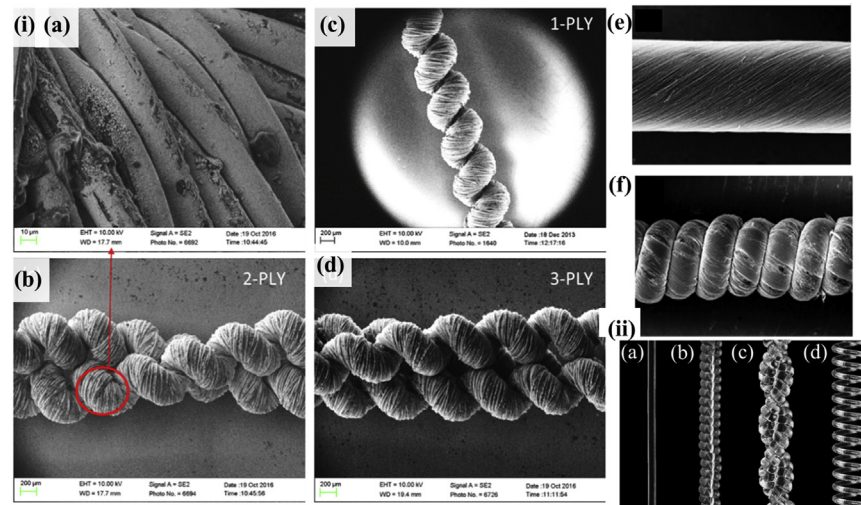 (i) (a)
10 µm
EHT = 10.00 kV
WD = 17.7 mm
Signal A = SE2
Photo No. = 6692
Date :19 Oct 2016
Time :10:44:45
(c)
1-PLY
200 µm
EHT = 10.00 kV
WD = 10.0 mm
Signal A = SE2
Photo No. = 1640
Date :18 Dec 2013
Time :12:17:16
(e)
(f)
(b)
2-PLY
200 µm
EHT = 10.00 kV
WD = 17.7 mm
Signal A = SE2
Photo No. = 6694
Date :19 Oct 2016
Time :10:45:56
(d)
3-PLY
200 µm
EHT = 10.00 kV
WD = 19.4 mm
Signal A = SE2
Photo No. = 6726
Date :19 Oct 2016
Time :11:11:54
(ii)
(a)
(b)
(c)
(d)